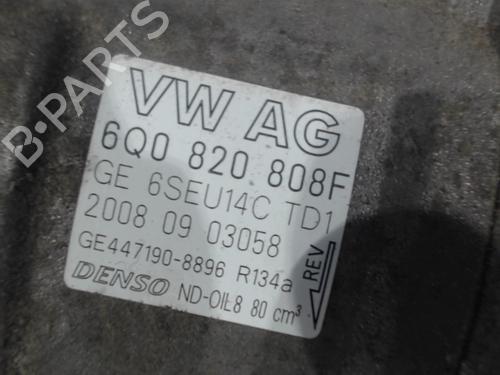 VW AG
6Q0 820 808F
GE 6SEU14C TD1
2008 09 03058
GE447190-8896 R134a
DENSO ND-OIL8 80 cm³
REV
B-PARTS